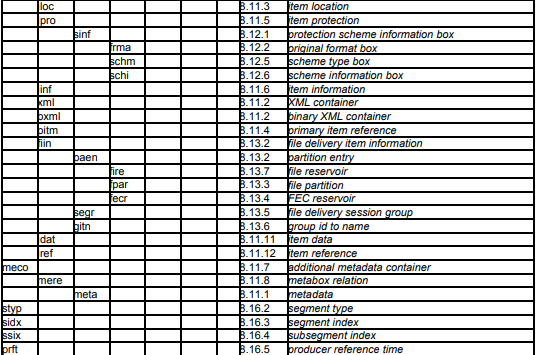 iloc 8.11.3 item location
ipro 8.11.5 item protection
sinf 8.12.1 protection scheme information box
frma 8.12.2 original format box
schm 8.12.5 scheme type box
schi 8.12.6 scheme information box
iinf 8.11.6 item information
xml 8.11.2 XML container
bxml 8.11.2 binary XML container
pitm 8.11.4 primary item reference
fiin 8.13.2 file delivery item information
paen 8.13.2 partition entry
fire 8.13.7 file reservoir
fpar 8.13.3 file partition
fecr 8.13.4 FEC reservoir
segr 8.13.5 file delivery session group
gitn 8.13.6 group id to name
idat 8.11.11 item data
iref 8.11.12 item reference
meco 8.11.7 additional metadata container
mere 8.11.8 metabox relation
meta 8.11.1 metadata
styp 8.16.2 segment type
sidx 8.16.3 segment index
ssix 8.16.4 subsegment index
prft 8.16.5 producer reference time